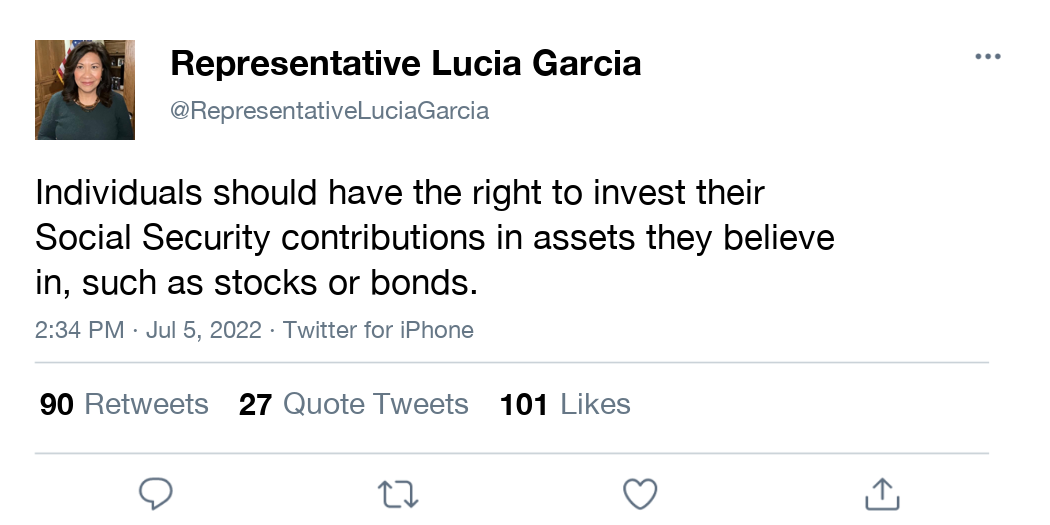 Representative Lucia Garcia
@RepresentativeLuciaGarcia
Individuals should have the right to invest their
Social Security contributions in assets they believe
in, such as stocks or bonds.
2:34 PM · Jul 5, 2022 · Twitter for iPhone
90 Retweets 27 Quote Tweets 101 Likes